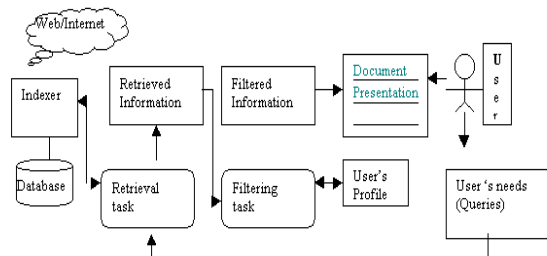 Web/Internet
Indexer
Database
Retrieved
Information
Retrieval
task
Filtered
Information
Filtering
task
Document
Presentation
User's
Profile
User
User 's needs
(Queries)